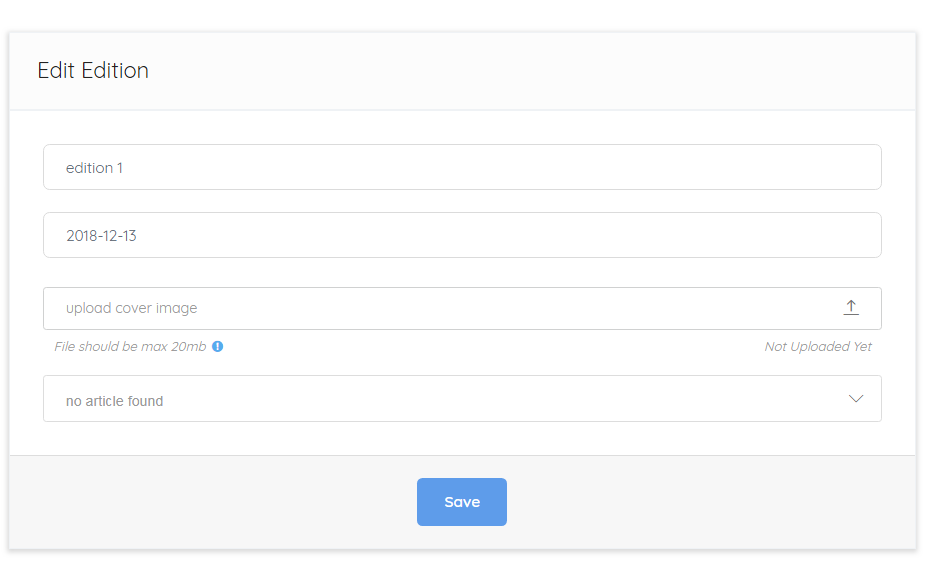 Edit Edition
edition 1
2018-12-13
upload cover image
File should be max 20mb
Not Uploaded Yet
no article found
Save